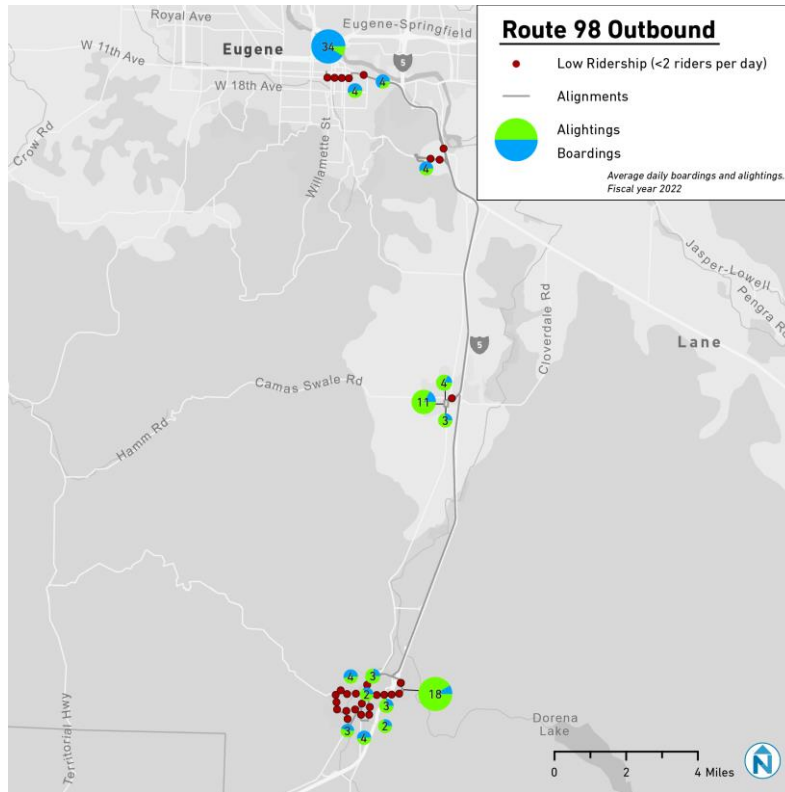 Route 98 Outbound
Low Ridership (<2 riders per day)
Alignments
Alightings
Boardings
Average daily boardings and alightings.
Fiscal year 2022
Royal Ave
Eugene-Springfield
W 11th Ave
Eugene
34
5
W 18th Ave
4
4
Crow Rd
Willamette St
4
Jasper-Lowell
Pengra Rd
Cloverdale Rd
Lane
5
Camas Swale Rd
4
11
3
Hamm Rd
4
3
2
18
3
2
3
4
Territorial Hwy
Dorena
Lake
0 2 4 Miles
N